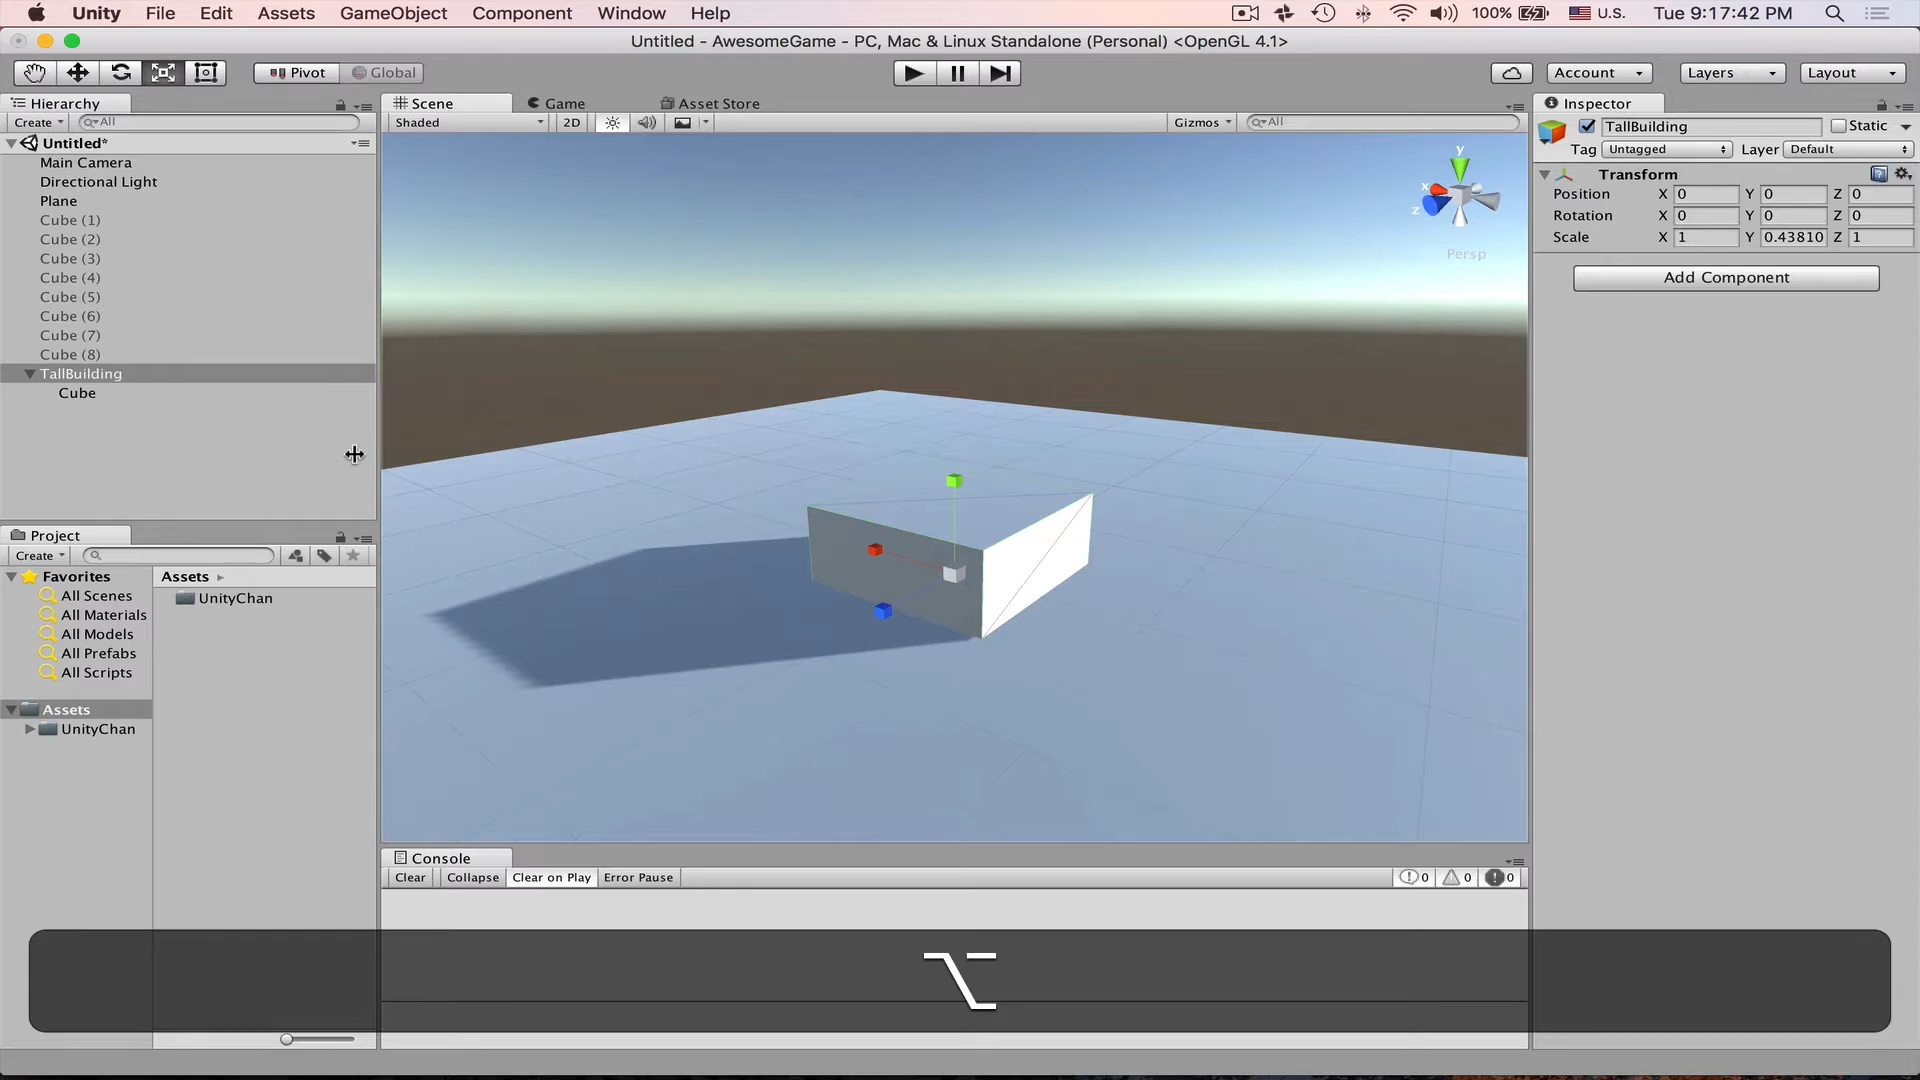 Unity File Edit Assets GameObject Component Window Help 100% U.S. Tue 9:17:42 PM
Untitled - AwesomeGame - PC, Mac & Linux Standalone (Personal) <OpenGL 4.1>
Pivot Global Account Layers Layout
Hierarchy Scene Game Asset Store Inspector
Create All Shaded 2D Gizmos All TallBuilding Static
Untitled* Tag Untagged Layer Default
Main Camera
Directional Light
Plane
Cube (1)
Cube (2)
Cube (3)
Cube (4)
Cube (5)
Cube (6)
Cube (7)
Cube (8)
TallBuilding
Cube
y
x
z
Persp
Transform
Position X 0 Y 0 Z 0
Rotation X 0 Y 0 Z 0
Scale X 1 Y 0.43810 Z 1
Add Component
Project
Create
Favorites Assets
All Scenes UnityChan
All Materials
All Models
All Prefabs
All Scripts
Assets
UnityChan
Console
Clear Collapse Clear on Play Error Pause 0 0 0